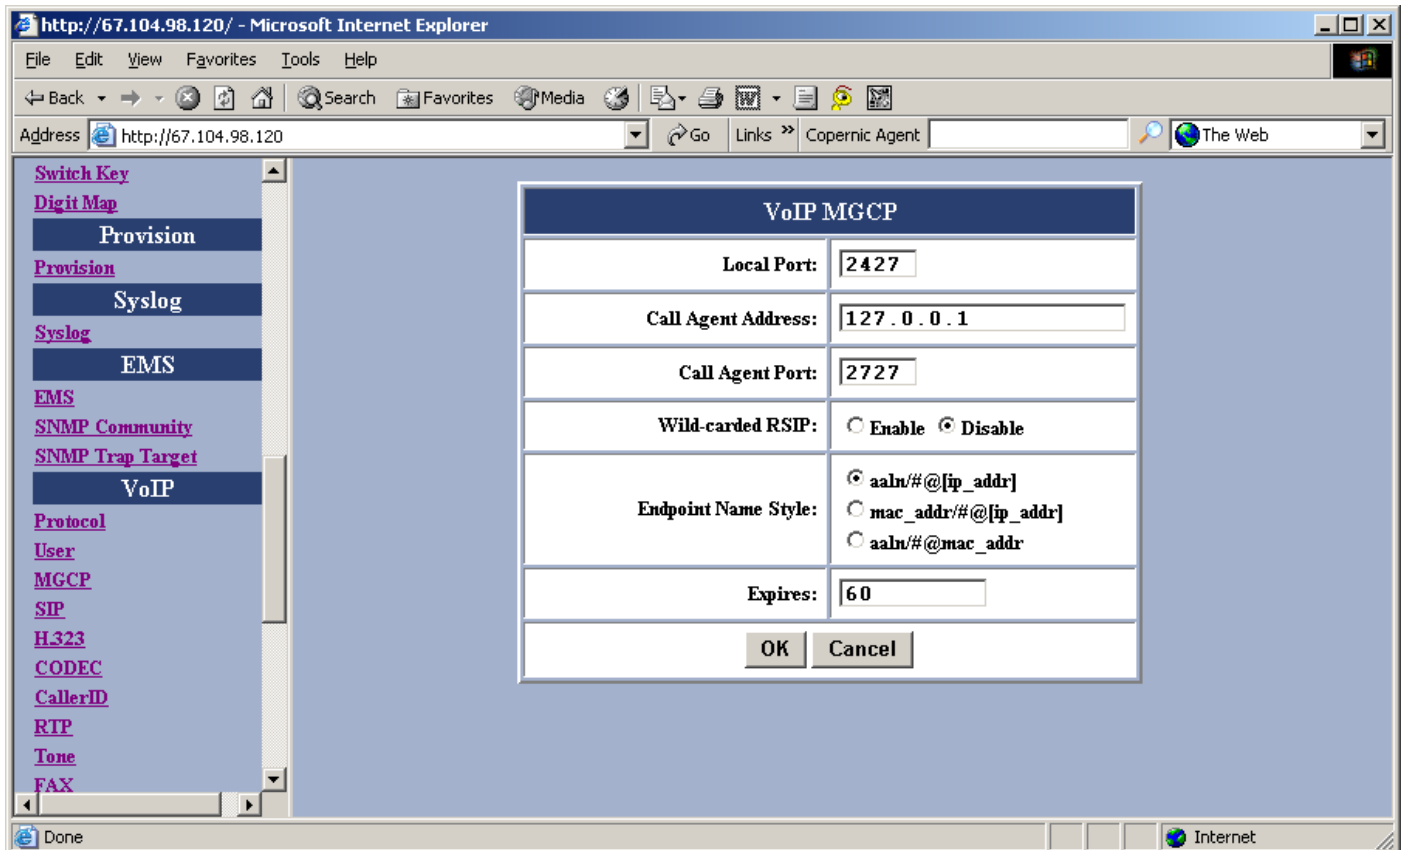 http://67.104.98.120/ - Microsoft Internet Explorer
File Edit View Favorites Tools Help
Back Search Favorites Media
Address http://67.104.98.120 Go Links » Copernic Agent The Web
Switch Key
Digit Map
Provision
Provision
Syslog
Syslog
EMS
EMS
SNMP Community
SNMP Trap Target
VoIP
Protocol
User
MGCP
SIP
H.323
CODEC
CallerID
RTP
Tone
FAX
VoIP MGCP
Local Port: 2427
Call Agent Address: 127.0.0.1
Call Agent Port: 2727
Wild-carded RSIP: Enable Disable
Endpoint Name Style: aaln/#@[ip_addr]
mac_addr/#@[ip_addr]
aaln/#@mac_addr
Expires: 60
OK Cancel
Done Internet